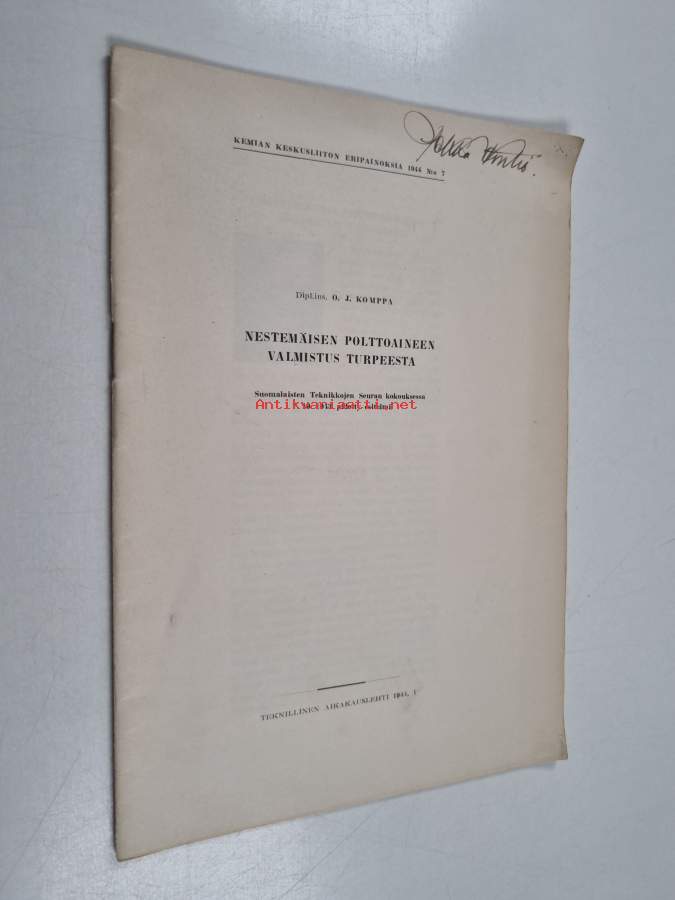 KEMIAN KESKUSLIITON ERIPAINOKSIA 1944 N:o 7
Dipl.ins. O. J. KOMPPA
NESTEMÄISEN POLTTOAINEEN
VALMISTUS TURPEESTA
Suomalaisten Teknikkojen Seuran kokouksessa
Antikvariaatti.net
TEKNILLINEN AIKAKAUSLEHTI 1944, 1